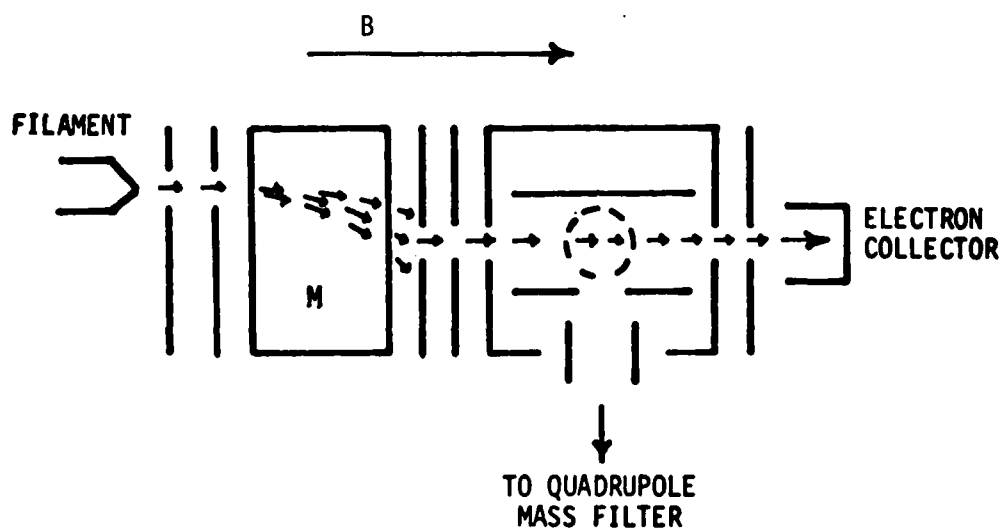 B
FILAMENT
M
ELECTRON
COLLECTOR
TO QUADRUPOLE
MASS FILTER